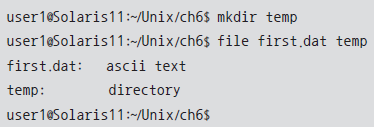 user1@Solaris11:~/Unix/ch6$ mkdir temp
user1@Solaris11:~/Unix/ch6$ file first.dat temp
first.dat:   ascii text
temp:        directory
user1@Solaris11:~/Unix/ch6$